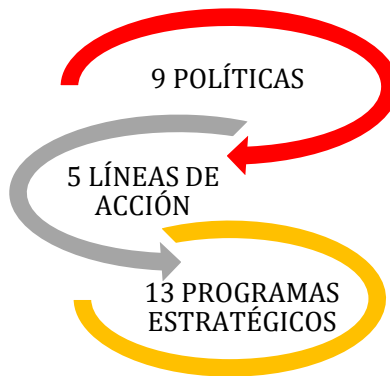 9 POLÍTICAS
5 LÍNEAS DE
ACCIÓN
13 PROGRAMAS
ESTRATÉGICOS